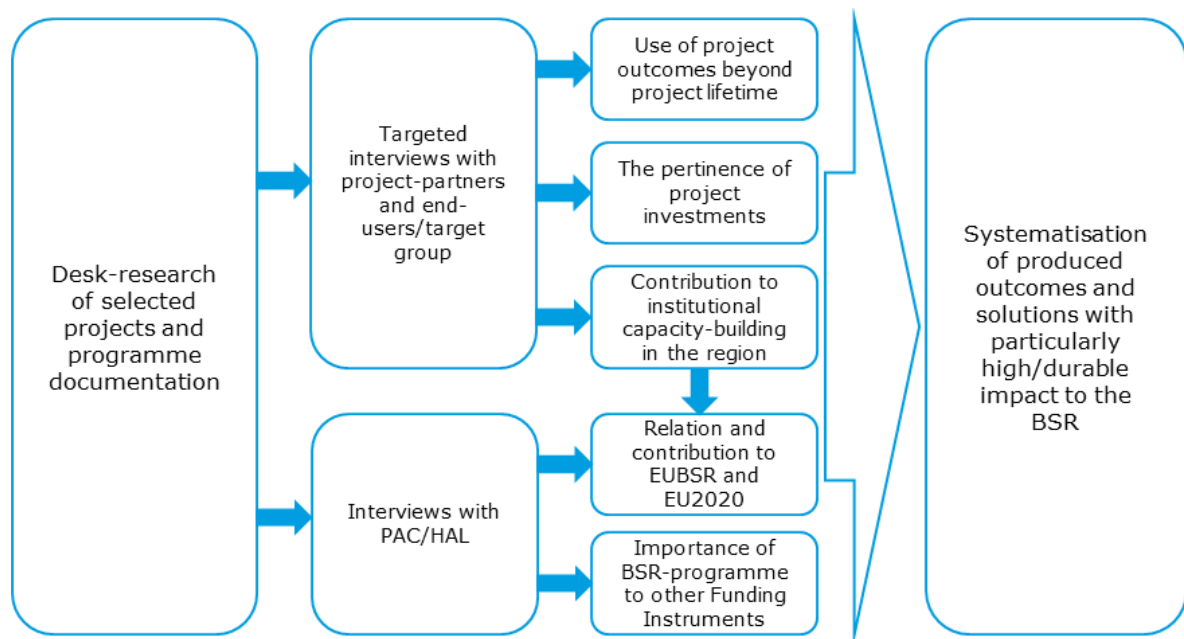 Desk-research
of selected
projects and
programme
documentation
Targeted
interviews with
project-partners
and end-
users/target
group
Interviews with
PAC/HAL
Use of project
outcomes beyond
project lifetime
The pertinence of
project
investments
Contribution to
institutional
capacity-building
in the region
Relation and
contribution to
EUBSR and
EU2020
Importance of
BSR-programme
to other Funding
Instruments
Systematisation
of produced
outcomes and
solutions with
particularly
high/durable
impact to the
BSR